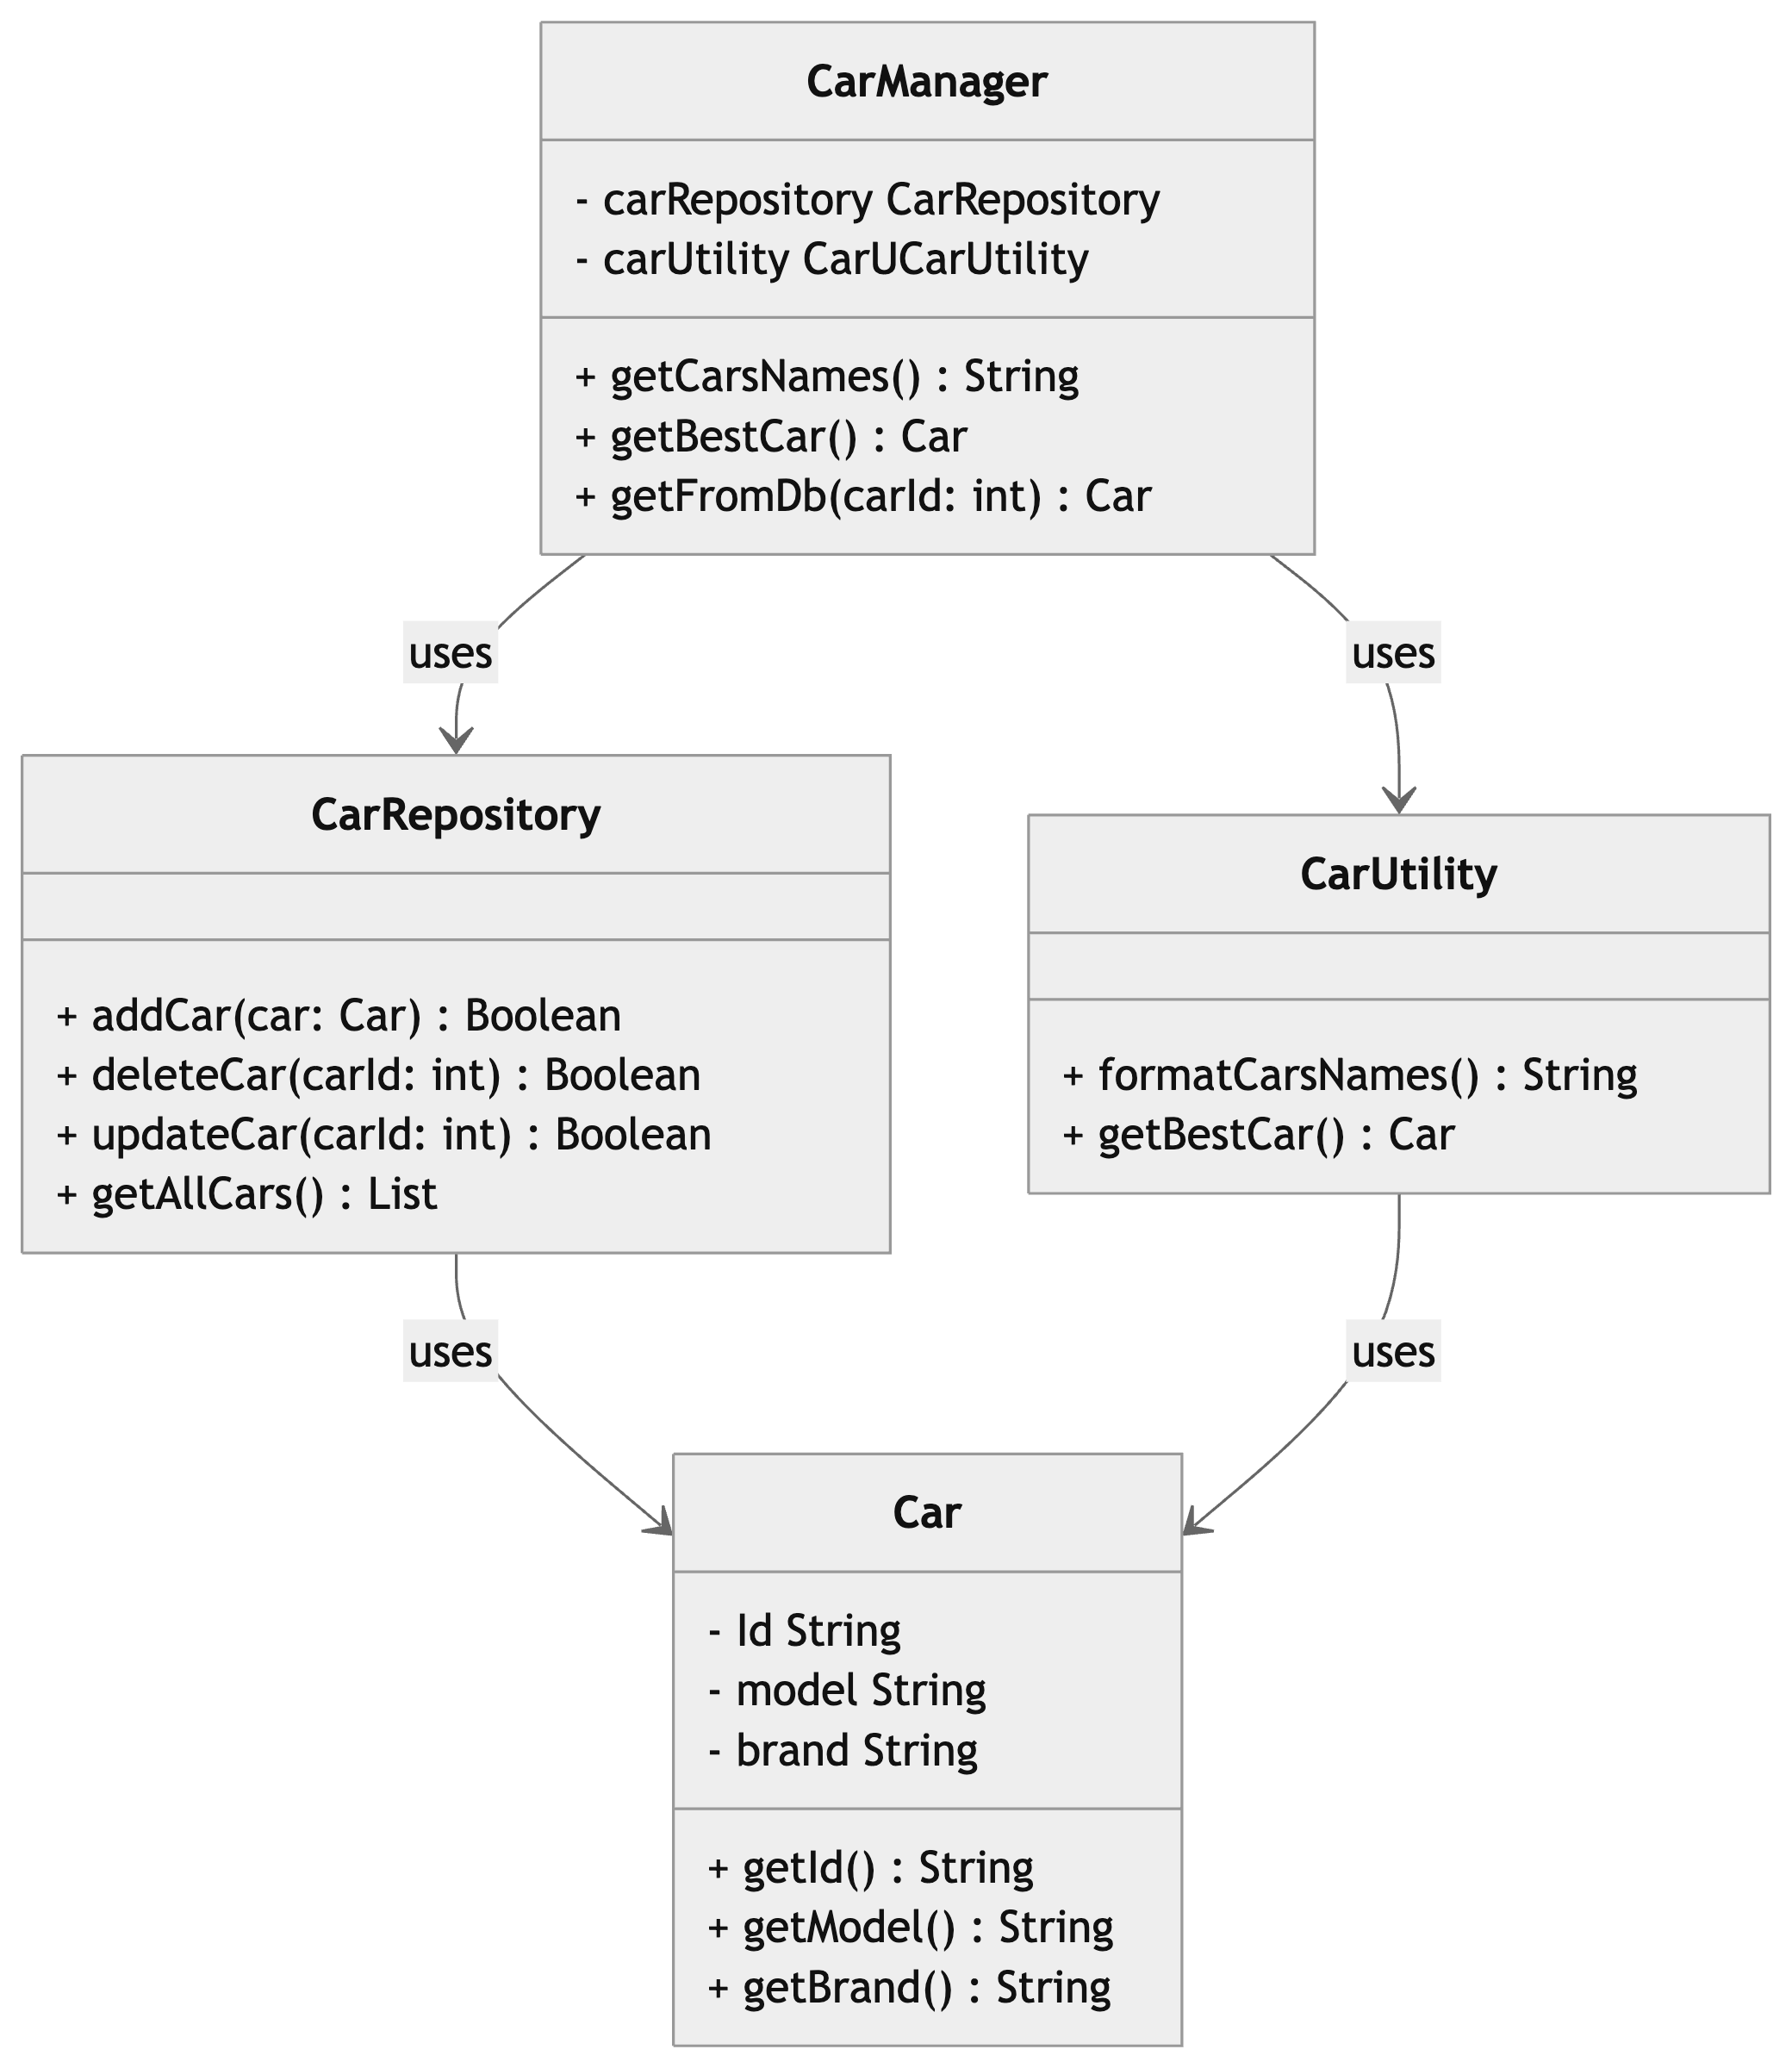 CarManager
- carRepository CarRepository
- carUtility CarUCarUtility
+ getCarsNames() : String
+ getBestCar() : Car
+ getFromDb(carId: int) : Car
uses
uses
CarRepository
+ addCar(car: Car) : Boolean
+ deleteCar(carId: int) : Boolean
+ updateCar(carId: int) : Boolean
+ getAllCars() : List
CarUtility
+ formatCarsNames() : String
+ getBestCar() : Car
uses
uses
Car
- Id String
- model String
- brand String
+ getId() : String
+ getModel() : String
+ getBrand() : String